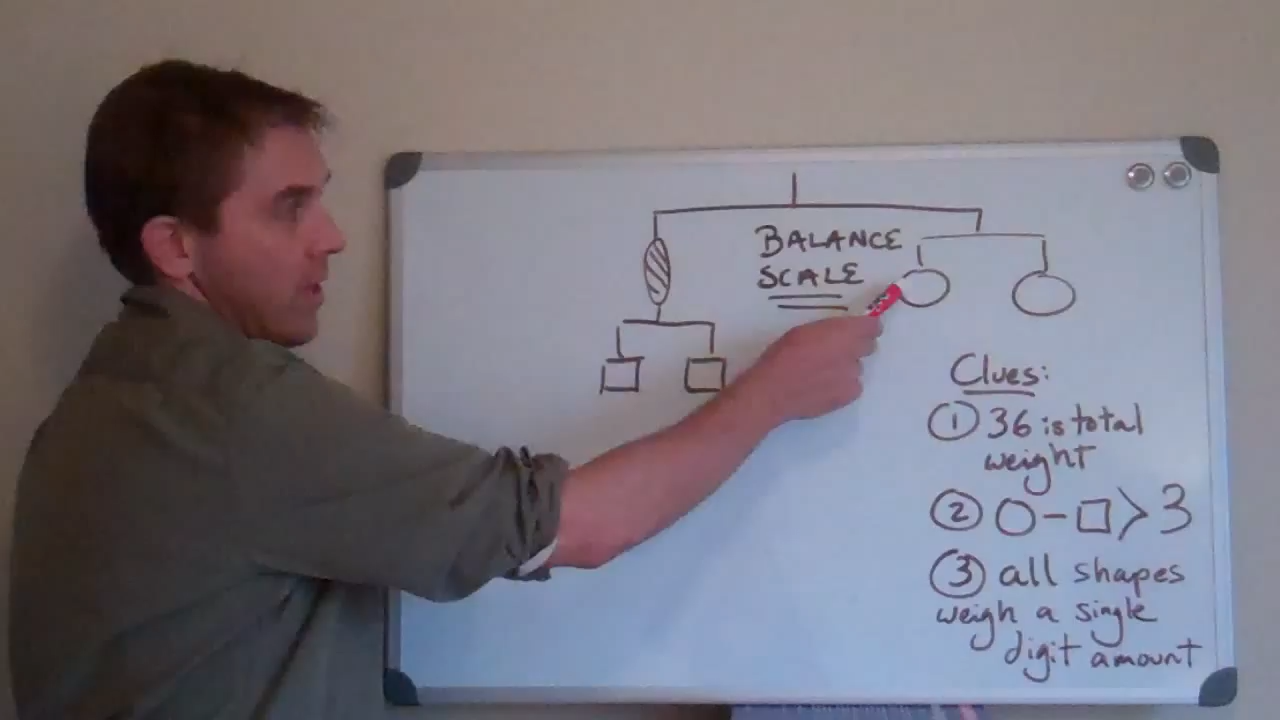 BALANCE
SCALE
Clues:
① 36 is total
weight
② ○ - □ > 3
③ all shapes
weigh a single
digit amount